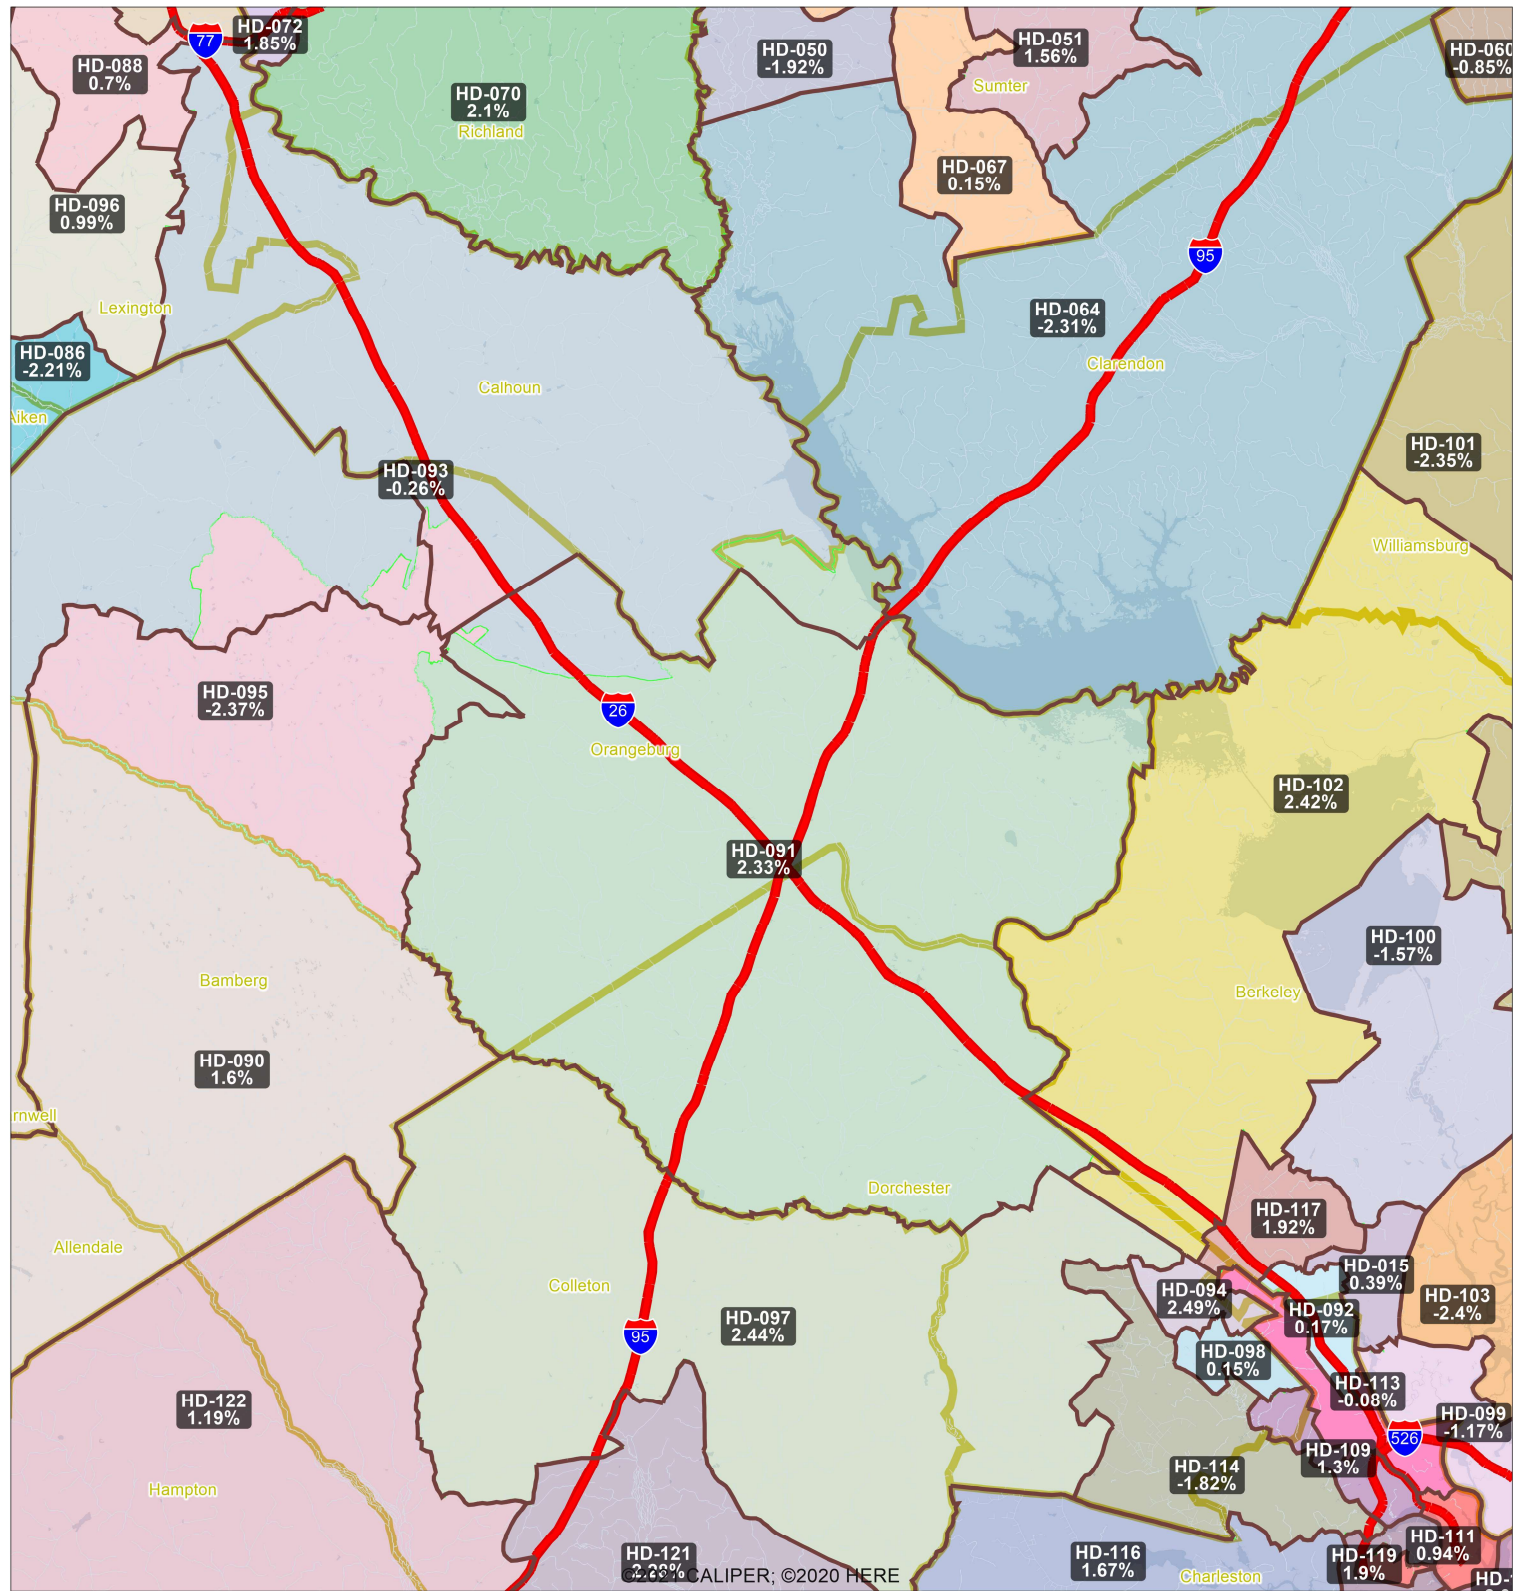 HD-072
1.85%
77
HD-088
0.7%
HD-050
-1.92%
HD-051
1.56%
HD-060
-0.85%
Sumter
HD-070
2.1%
Richland
HD-067
0.15%
HD-096
0.99%
95
Lexington
HD-064
-2.31%
Clarendon
HD-086
-2.21%
Aiken
Calhoun
HD-101
-2.35%
HD-093
-0.26%
Williamsburg
HD-095
-2.37%
26
Orangeburg
HD-102
2.42%
HD-091
2.33%
HD-100
-1.57%
Bamberg
Berkeley
HD-090
1.6%
rnwell
Dorchester
HD-117
1.92%
Allendale
Colleton
HD-015
0.39%
HD-094
2.49%
HD-103
-2.4%
HD-092
0.17%
HD-097
2.44%
95
HD-098
0.15%
HD-113
-0.08%
HD-122
1.19%
HD-099
-1.17%
526
HD-109
1.3%
HD-114
-1.82%
Hampton
HD-111
0.94%
HD-121
HD-116
1.67%
HD-119
1.9%
CALIPER; ©2020 HERE
Charleston
HD-